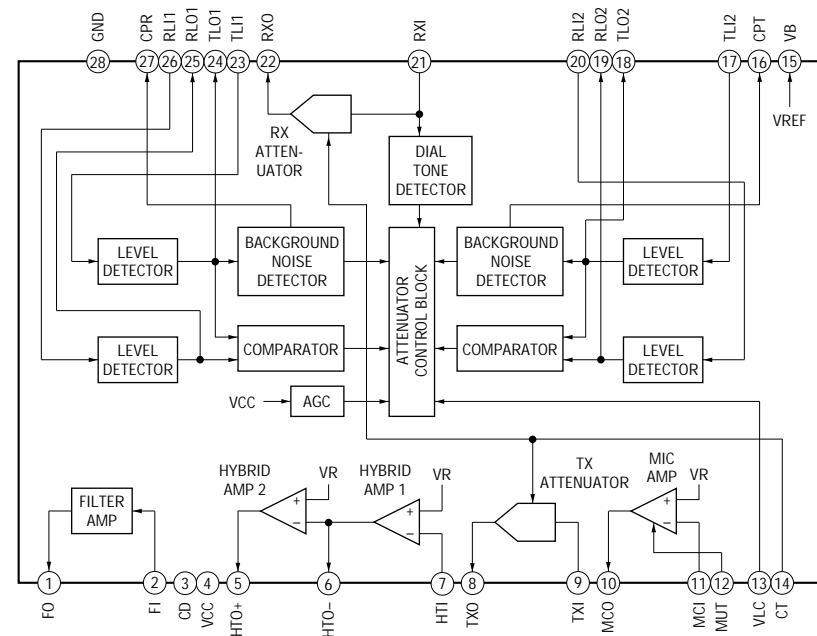 GND
CPR
RLI1
RLO1
TLO1
TLI1
RXO
RXI
RLI2
RLO2
TLO2
TLI2
CPT
VB
28
27
26
25
24
23
22
21
20
19
18
17
16
15
VREF
RX
ATTEN-
UATOR
DIAL
TONE
DETECTOR
LEVEL
DETECTOR
BACKGROUND
NOISE
DETECTOR
ATTENUATOR
CONTROL BLOCK
BACKGROUND
NOISE
DETECTOR
LEVEL
DETECTOR
LEVEL
DETECTOR
COMPARATOR
COMPARATOR
LEVEL
DETECTOR
VCC
AGC
FILTER
AMP
HYBRID
AMP 2
VR
+
−
HYBRID
AMP 1
VR
+
−
TX
ATTENUATOR
MIC
AMP
VR
+
−
1
2
3
4
5
6
7
8
9
10
11
12
13
14
FO
FI
CD
VCC
HTO+
HTO−
HTI
TXO
TXI
MCO
MCI
MUT
VLC
CT